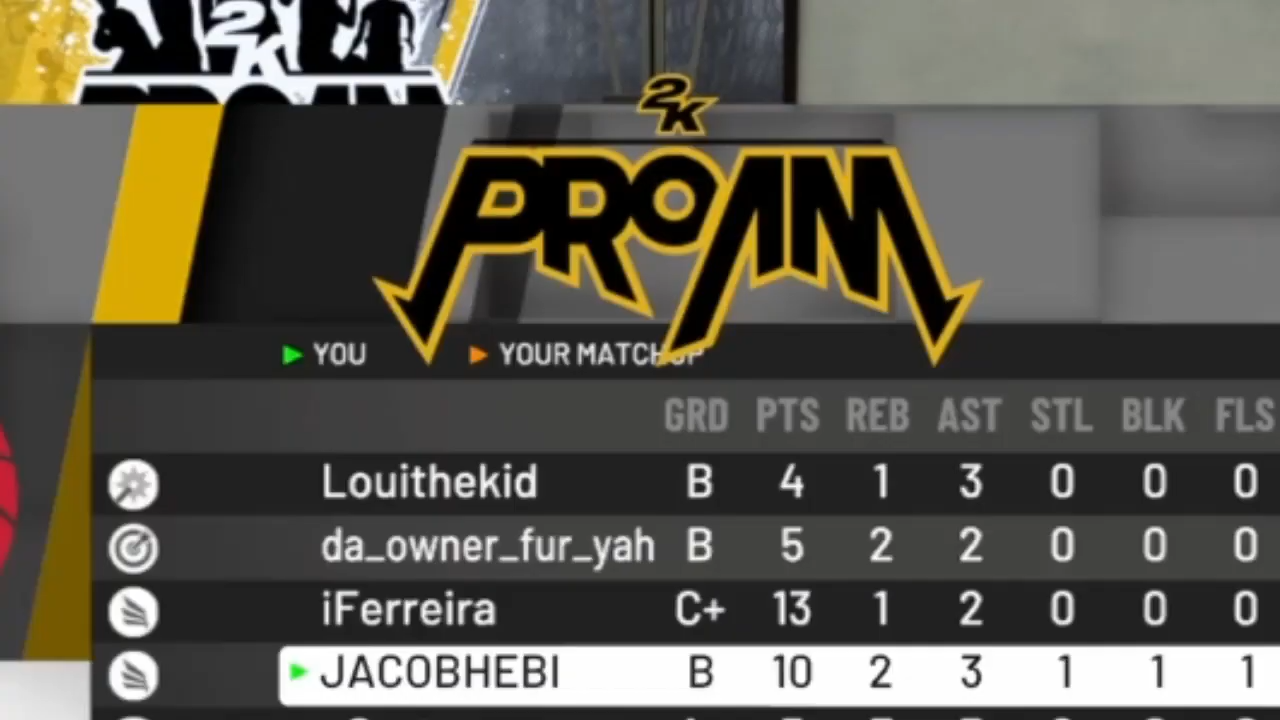 2K
PROAM
2K
PROAM
YOU YOUR MATCHUP
GRD PTS REB AST STL BLK FLS
Louithekid B 4 1 3 0 0 0
da_owner_fur_yah B 5 2 2 0 0 0
iFerreira C+ 13 1 2 0 0 0
JACOBHEBI B 10 2 3 1 1 1